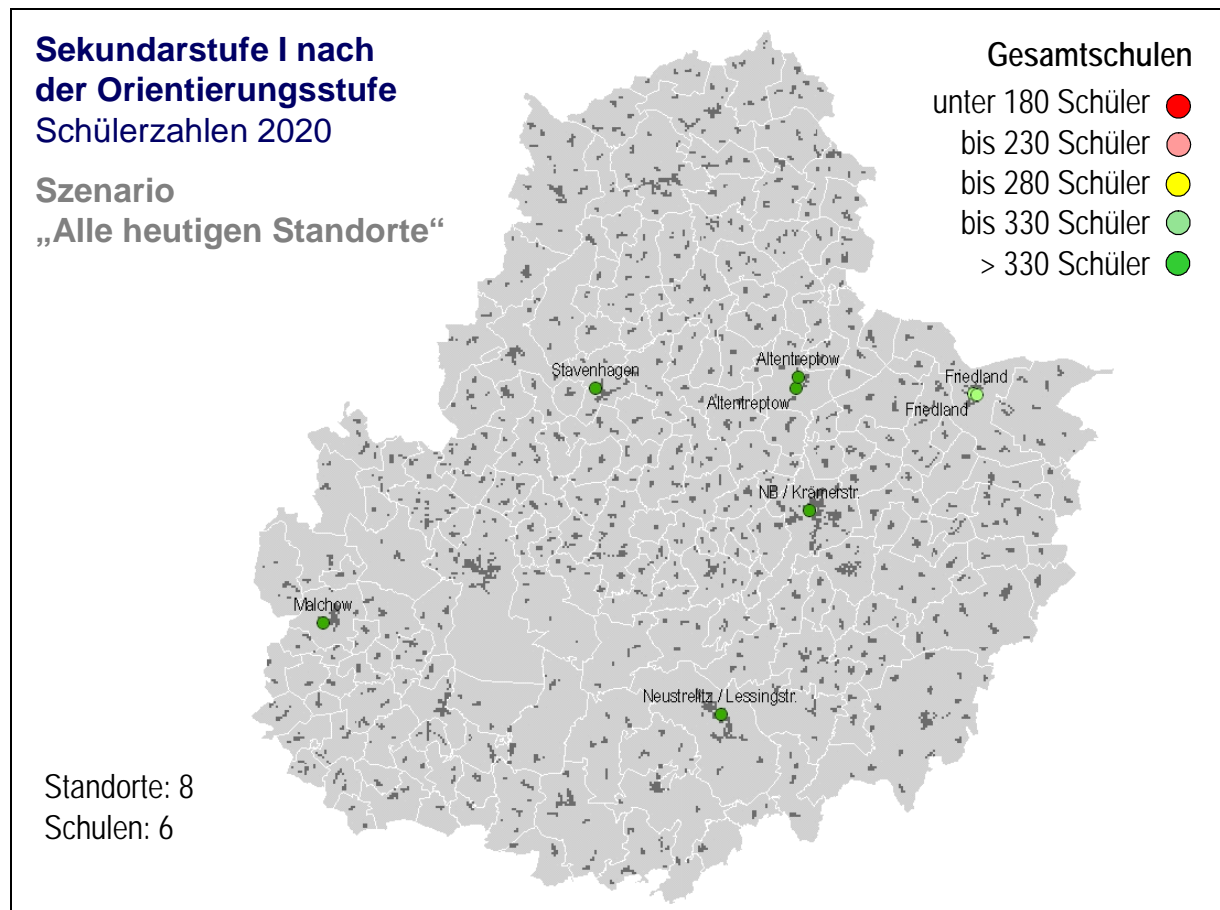 Sekundarstufe I nach
der Orientierungsstufe
Schülerzahlen 2020
Szenario
„Alle heutigen Standorte“
Gesamtschulen
unter 180 Schüler
bis 230 Schüler
bis 280 Schüler
bis 330 Schüler
> 330 Schüler
Stavenhagen
Altentreptow
Altentreptow
Friedland
Friedland
NB / Krämerstr.
Malchow
Neustrelitz / Lessingstr.
Standorte: 8
Schulen: 6